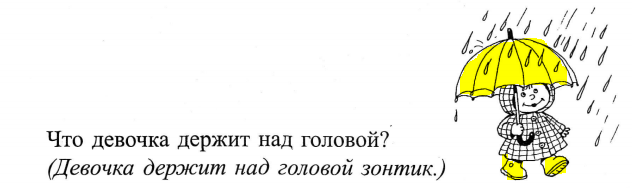 Что девочка держит над головой?
(Девочка держит над головой зонтик.)